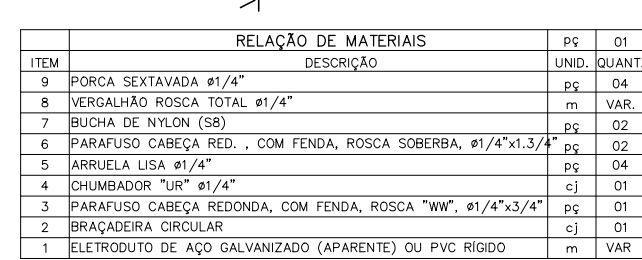 RELAÇÃO DE MATERIAIS pç 01
ITEM DESCRIÇÃO UNID. QUANT.
9 PORCA SEXTAVADA ø1/4" pç 04
8 VERGALHÃO ROSCA TOTAL ø1/4" m VAR.
7 BUCHA DE NYLON (S8) pç 02
6 PARAFUSO CABEÇA RED. , COM FENDA, ROSCA SOBERBA, ø1/4"x1.3/4" pç 02
5 ARRUELA LISA ø1/4" pç 04
4 CHUMBADOR "UR" ø1/4" cj 01
3 PARAFUSO CABEÇA REDONDA, COM FENDA, ROSCA "WW", ø1/4"x3/4" pç 01
2 BRAÇADEIRA CIRCULAR cj 01
1 ELETRODUTO DE AÇO GALVANIZADO (APARENTE) OU PVC RÍGIDO m VAR